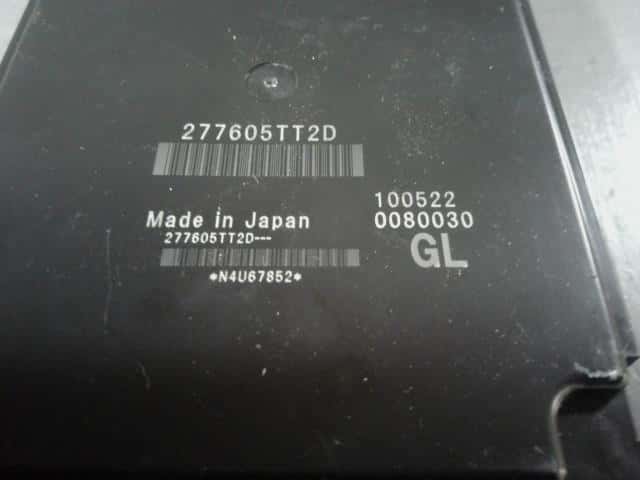 277605TT2D
100522
Made in Japan 0080030
277605TT2D---
GL
*N4U67852*